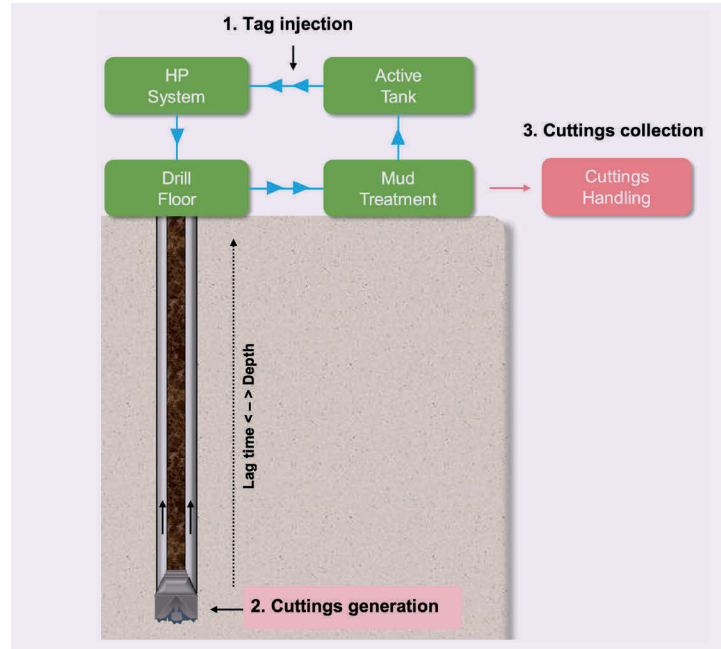 1. Tag injection
HP
System
Active
Tank
3. Cuttings collection
Drill
Floor
Mud
Treatment
Cuttings
Handling
Lag time <--> Depth
2. Cuttings generation